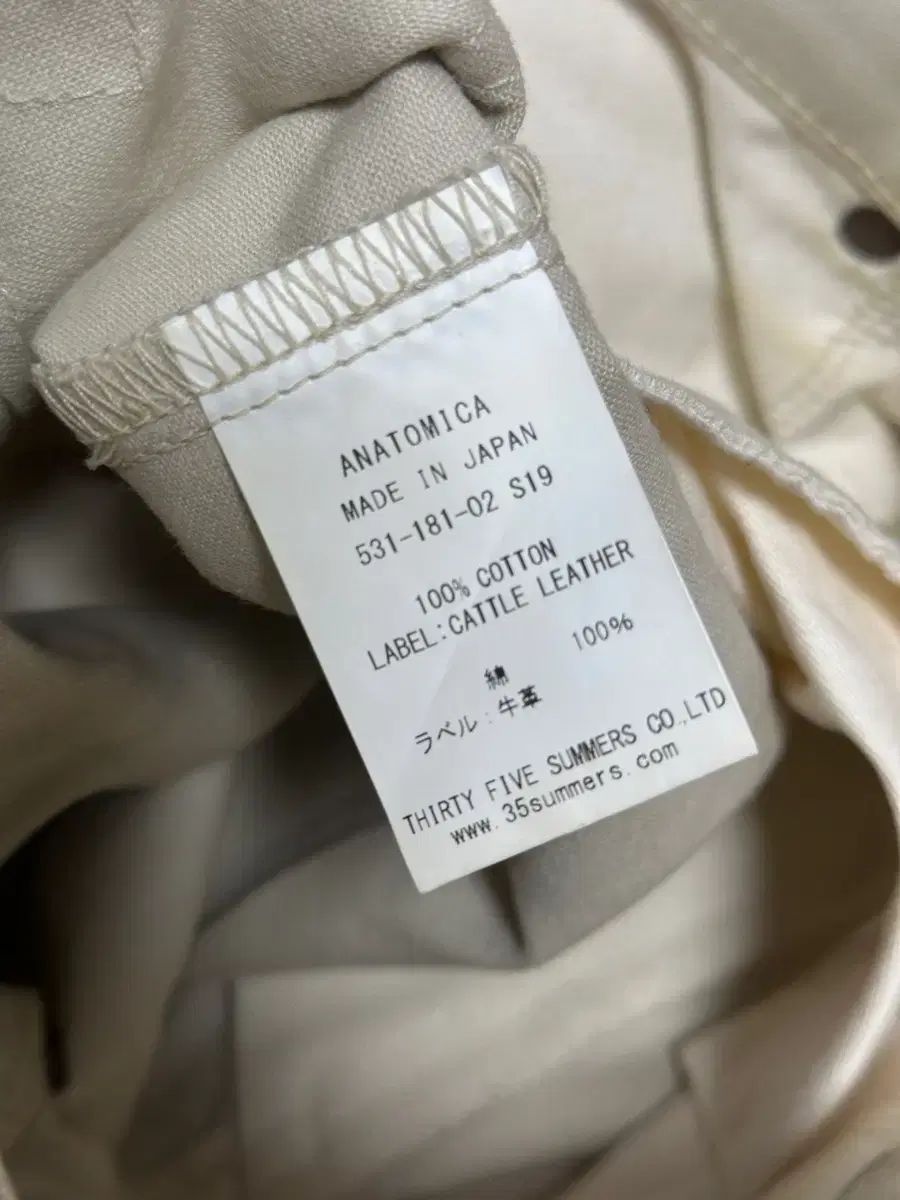 ANATOMICA
MADE IN JAPAN
531-181-02 S19
100% COTTON
LABEL:CATTLE LEATHER
綿 100%
ラベル:牛革
THIRTY FIVE SUMMERS CO.,LTD
www.35summers.com